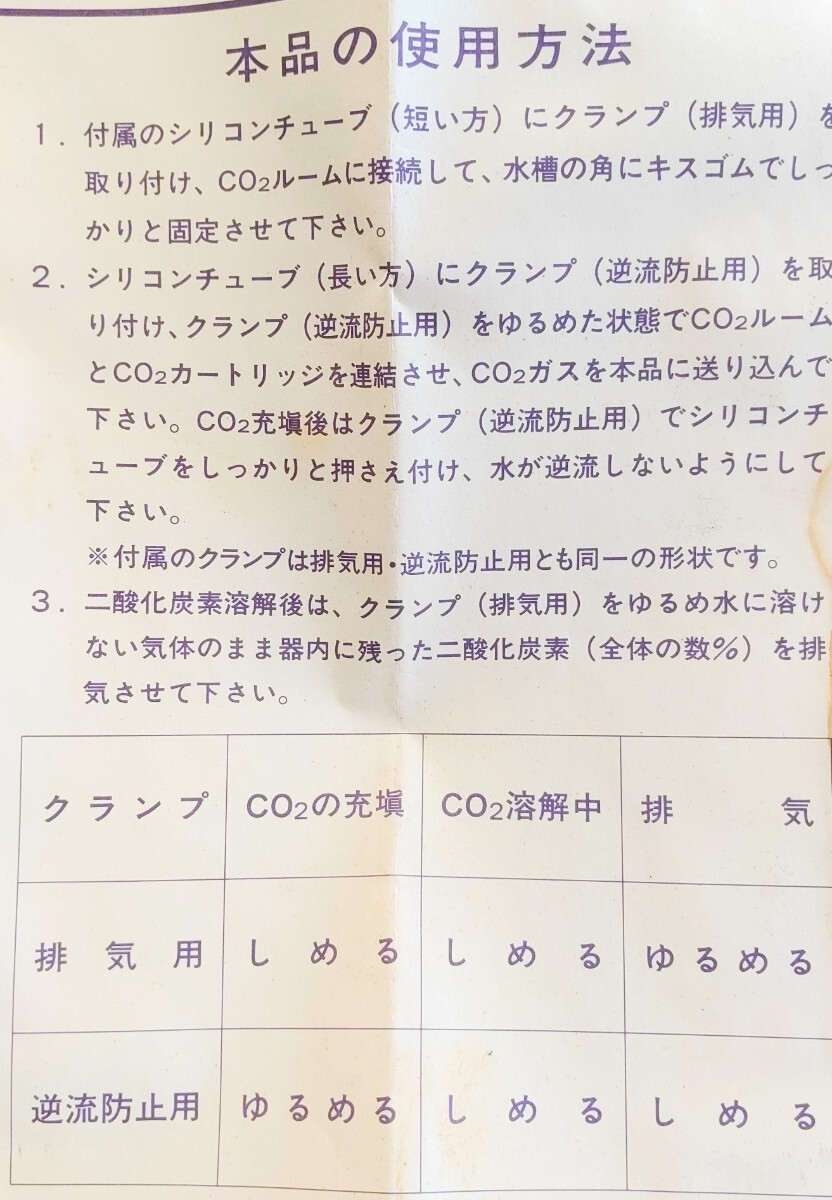 本品の使用方法
1．付属のシリコンチューブ（短い方）にクランプ（排気用）を
取り付け、CO₂ルームに接続して、水槽の角にキスゴムでしっ
かりと固定させて下さい。
2．シリコンチューブ（長い方）にクランプ（逆流防止用）を取
り付け、クランプ（逆流防止用）をゆるめた状態でCO₂ルーム
とCO₂カートリッジを連結させ、CO₂ガスを本品に送り込んで
下さい。CO₂充塡後はクランプ（逆流防止用）でシリコンチ
ューブをしっかりと押さえ付け、水が逆流しないようにして
下さい。
※付属のクランプは排気用・逆流防止用とも同一の形状です。
3．二酸化炭素溶解後は、クランプ（排気用）をゆるめ水に溶け
ない気体のまま器内に残った二酸化炭素（全体の数%）を排
気させて下さい。
クランプ CO₂の充塡 CO₂溶解中 排気
排気用 しめる しめる ゆるめる
逆流防止用 ゆるめる しめる しめる